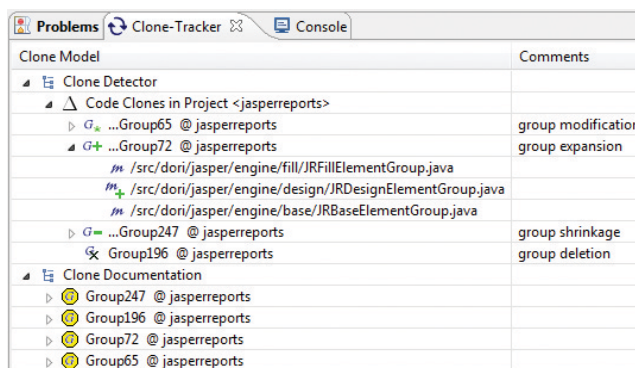 Problems Clone-Tracker Console
Clone Model Comments
Clone Detector
Δ Code Clones in Project <jasperreports>
G* ...Group65 @ jasperreports group modification
G+ ...Group72 @ jasperreports group expansion
m /src/dori/jasper/engine/fill/JRFillElementGroup.java
m+ /src/dori/jasper/engine/design/JRDesignElementGroup.java
m /src/dori/jasper/engine/base/JRBaseElementGroup.java
G- ...Group247 @ jasperreports group shrinkage
Gx Group196 @ jasperreports group deletion
Clone Documentation
G Group247 @ jasperreports
G Group196 @ jasperreports
G Group72 @ jasperreports
G Group65 @ jasperreports